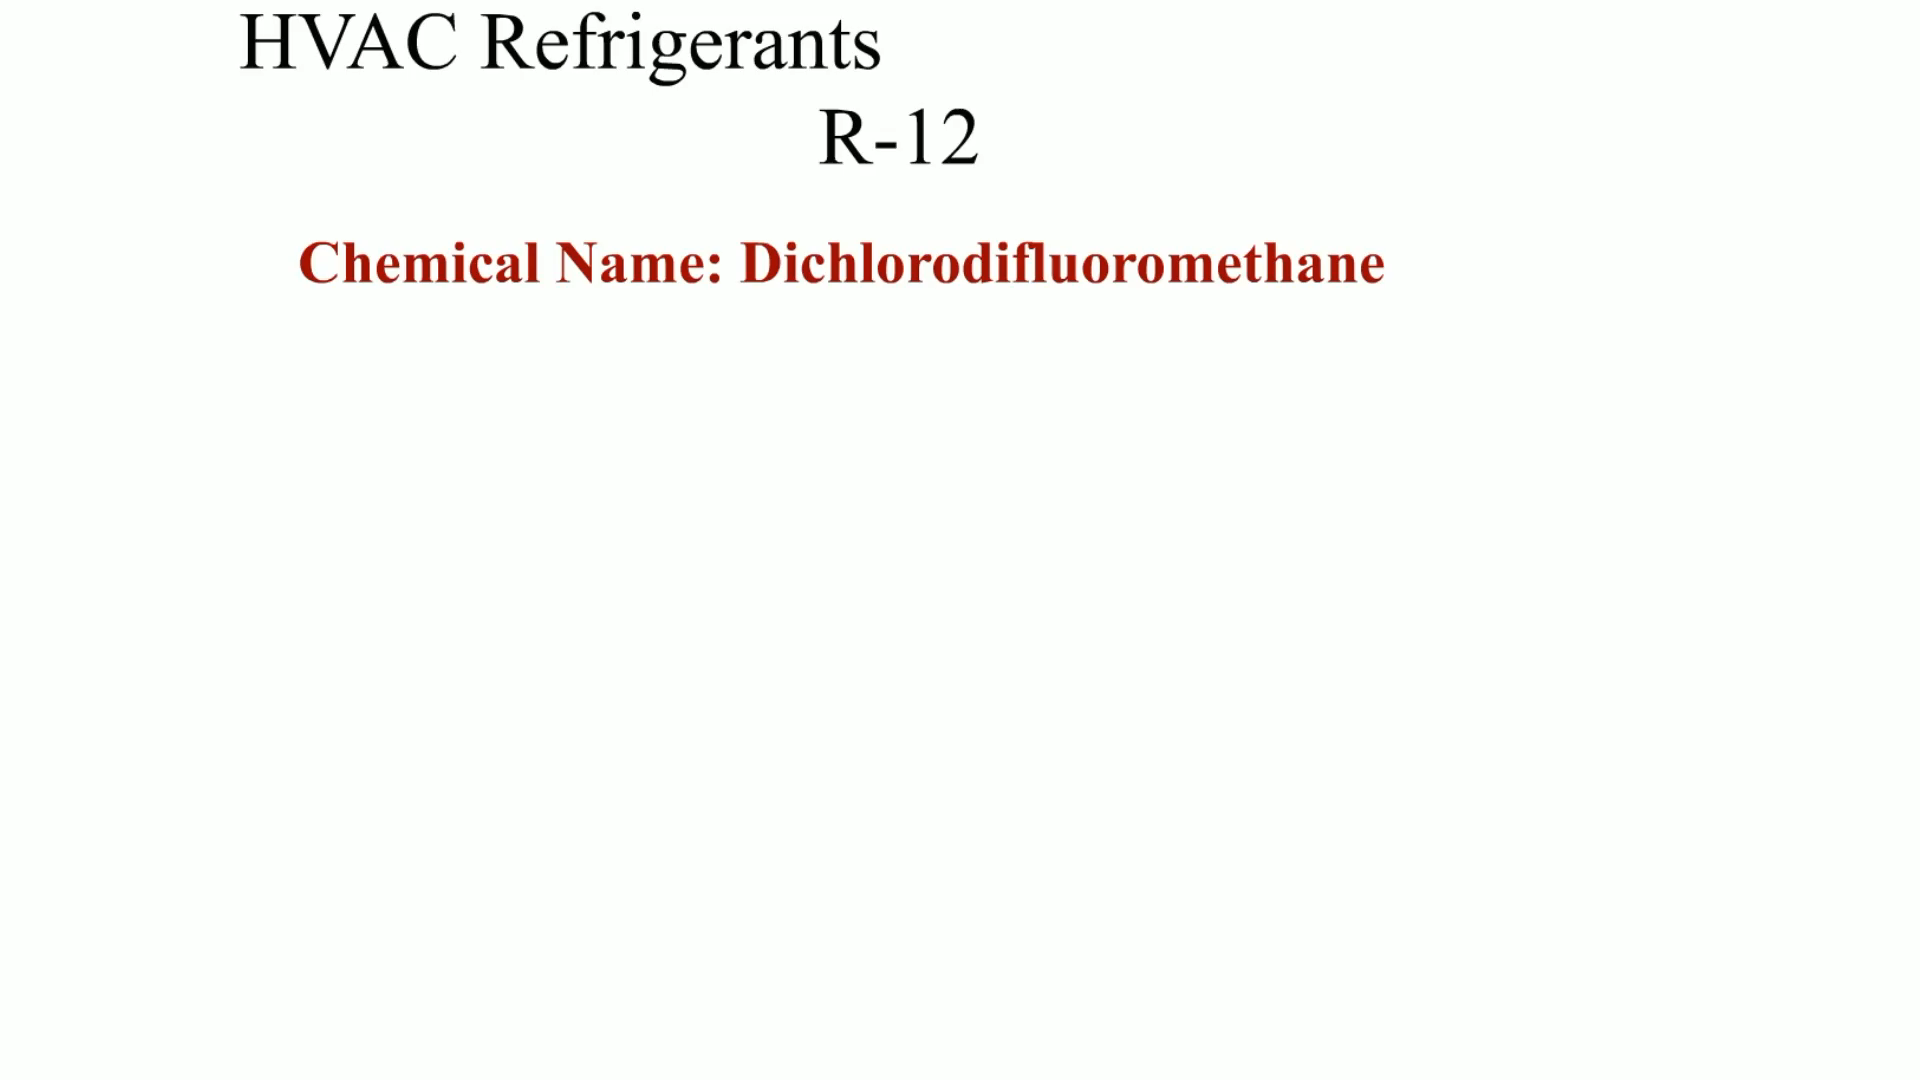 HVAC Refrigerants
R-12
Chemical Name: Dichlorodifluoromethane